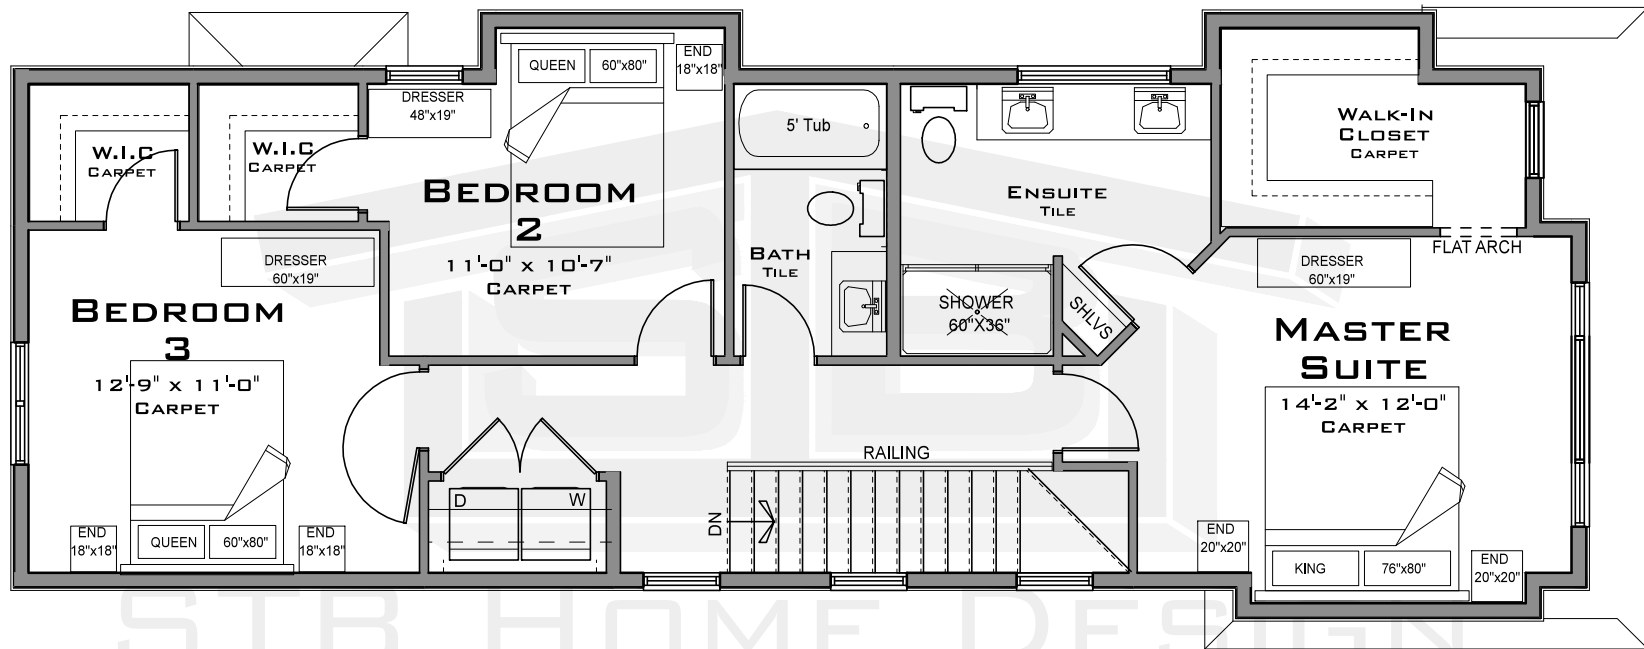 W.I.C
CARPET
W.I.C
CARPET
DRESSER
48"x19"
QUEEN
60"x80"
END
18"x18"
BEDROOM
2
11'-0" x 10'-7"
CARPET
5' Tub
BATH
TILE
ENSUITE
TILE
SHOWER
60"X36"
SHLVS
WALK-IN
CLOSET
CARPET
FLAT ARCH
DRESSER
60"x19"
MASTER
SUITE
14'-2" x 12'-0"
CARPET
END
20"x20"
KING
76"x80"
END
20"x20"
DRESSER
60"x19"
BEDROOM
3
12'-9" x 11'-0"
CARPET
END
18"x18"
QUEEN
60"x80"
END
18"x18"
D
W
RAILING
DN
STB HOME DESIGN